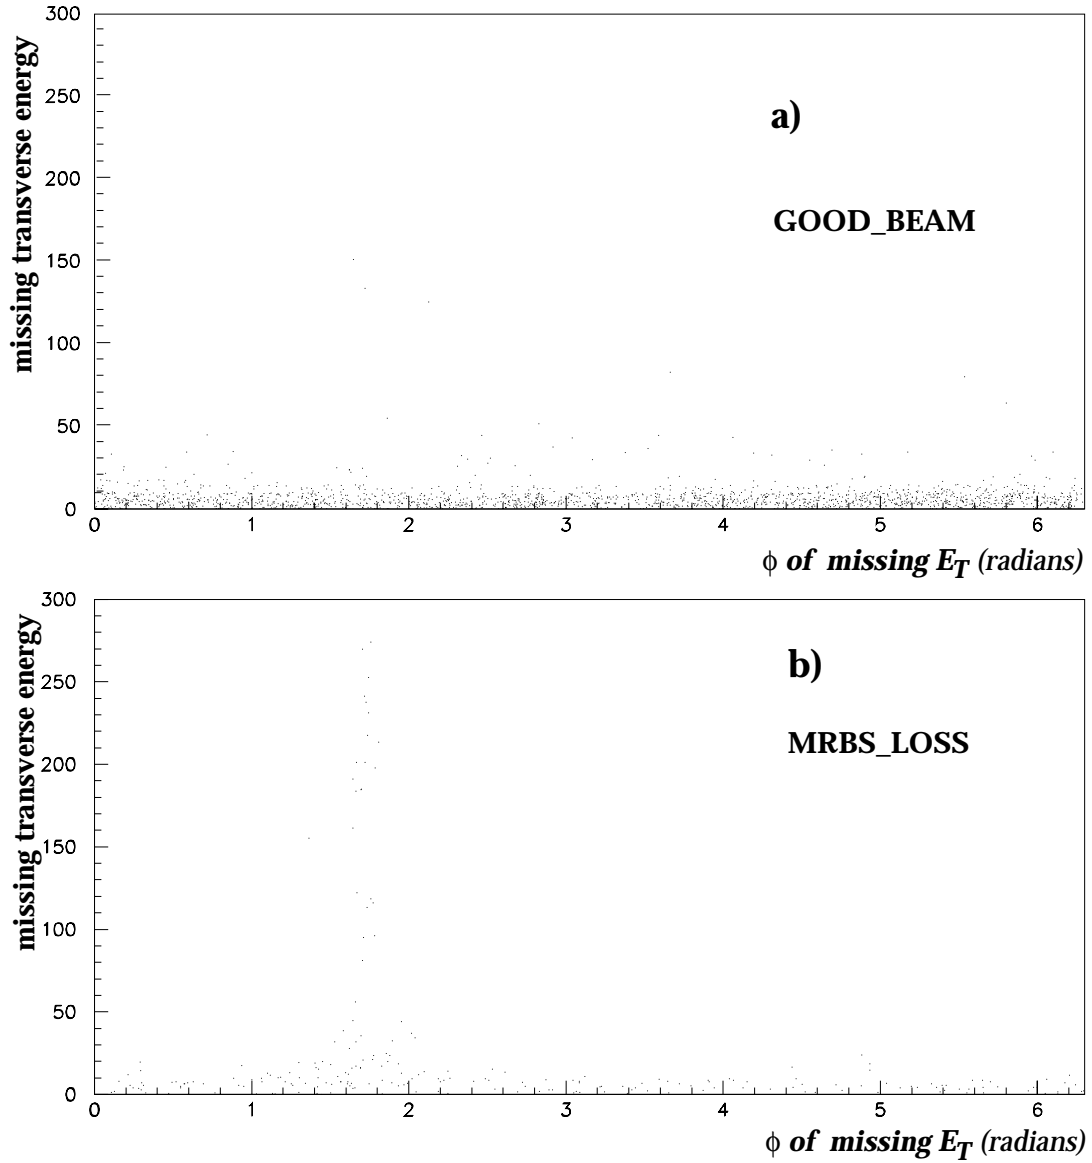 300
250
200
150
100
50
0
missing transverse energy
a)
GOOD_BEAM
0 1 2 3 4 5 6
ϕ of missing E_T (radians)
300
250
200
150
100
50
0
missing transverse energy
b)
MRBS_LOSS
0 1 2 3 4 5 6
ϕ of missing E_T (radians)